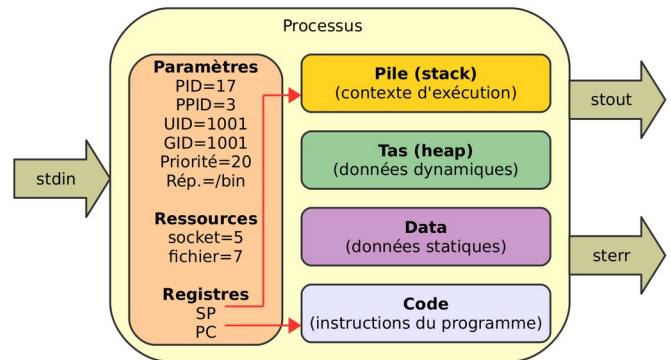 Processus
stdin
Paramètres
PID=17
PPID=3
UID=1001
GID=1001
Priorité=20
Rép.=/bin
Ressources
socket=5
fichier=7
Registres
SP
PC
Pile (stack)
(contexte d'exécution)
Tas (heap)
(données dynamiques)
Data
(données statiques)
Code
(instructions du programme)
stout
sterr